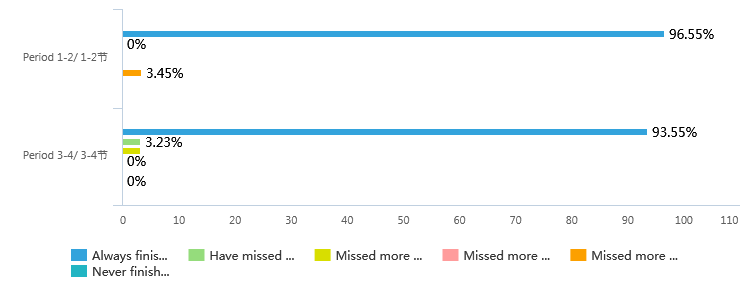 96.55%
0%
Period 1-2/ 1-2节
3.45%
93.55%
3.23%
Period 3-4/ 3-4节
0%
0%
0 10 20 30 40 50 60 70 80 90 100 110
Always finis... Have missed ... Missed more ... Missed more ... Missed more ...
Never finish...